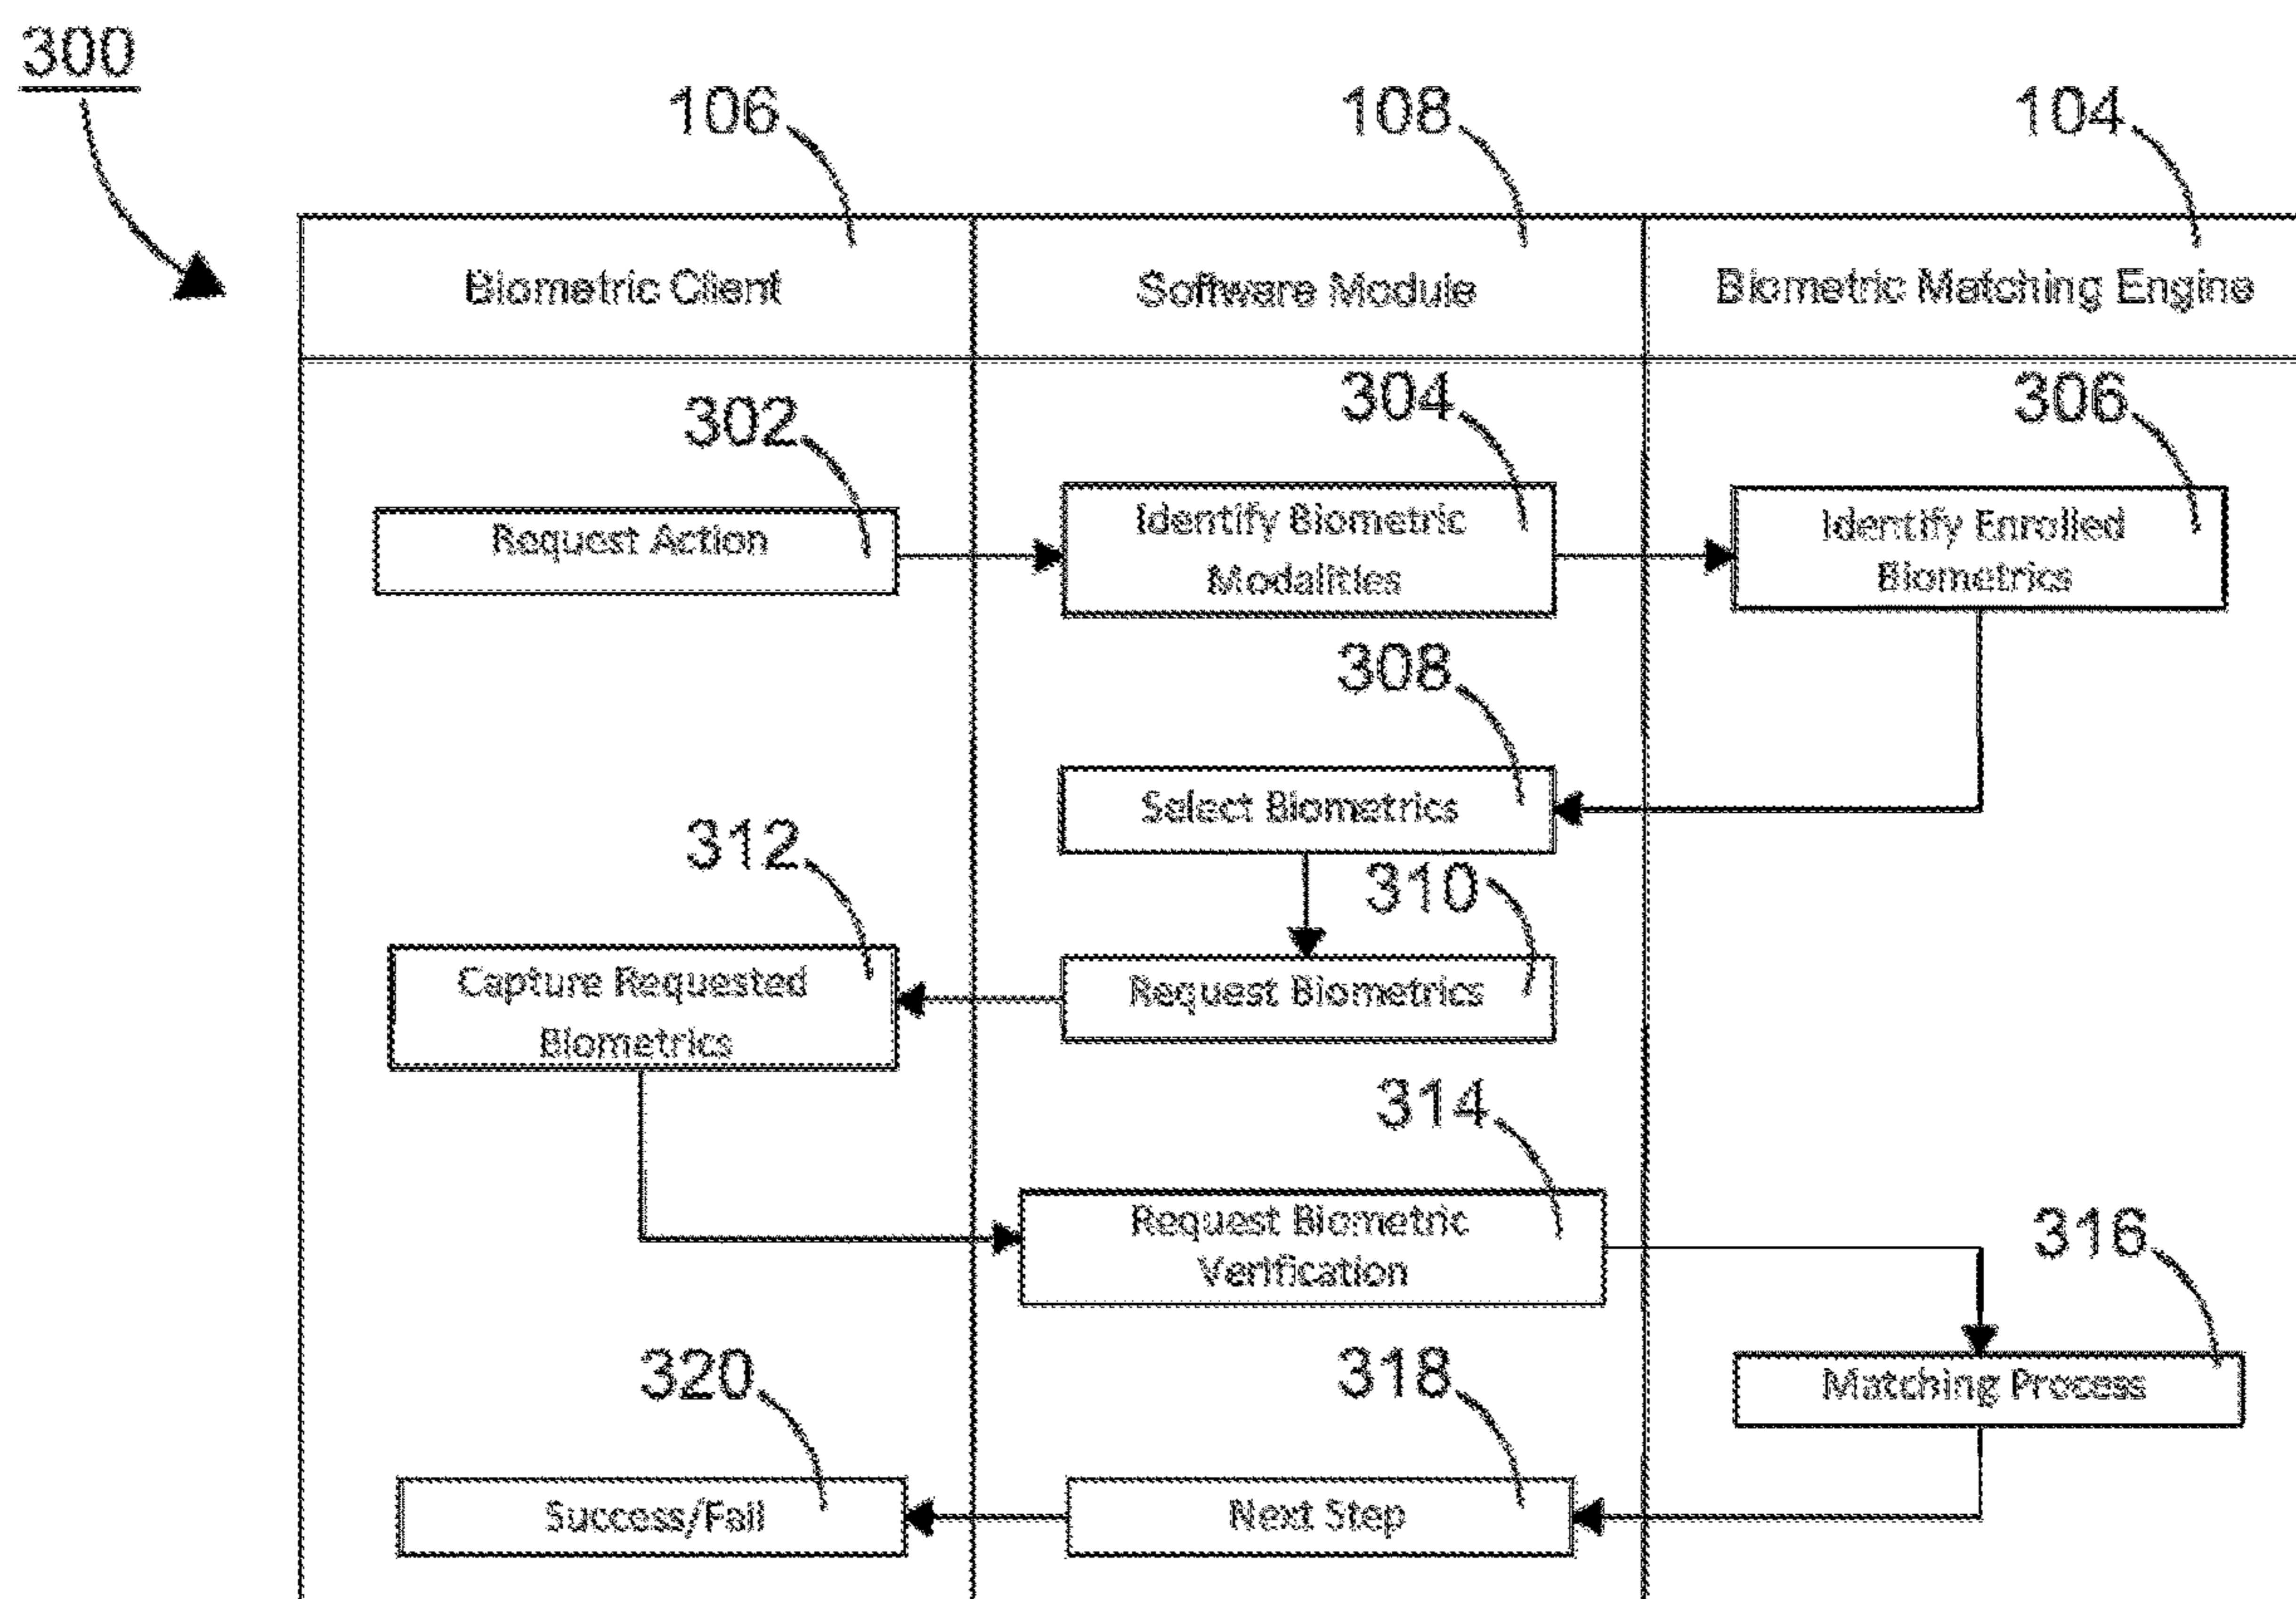 300
106
108
104
Biometric Client
Software Module
Biometric Matching Engine
302
304
306
Request Action
Identify Biometric
Modalities
Identify Enrolled
Biometrics
308
Select Biometrics
312
310
Capture Requested
Biometrics
Request Biometrics
314
Request Biometric
Verification
316
Matching Process
320
318
Success/Fail
Next Step